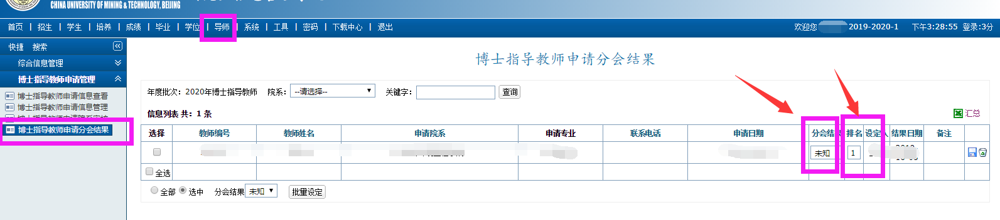 CHINA UNIVERSITY OF MINING & TECHNOLOGY, BEIJING
首页 | 招生 | 学生 | 培养 | 成绩 | 毕业 | 学位 | 导师 | 系统 | 工具 | 密码 | 下载中心 | 退出
欢迎您 2019-2020-1 下午3:28:55 登录:3分
快捷 搜索
综合信息管理
博士指导教师申请管理
博士指导教师申请信息查看
博士指导教师申请信息管理
博士指导教师申请分会结果
博士指导教师申请分会结果
年度批次：2020年博士指导教师 院系： --请选择-- 关键字： 查询
信息列表 共：1 条 汇总
选择 教师编号 教师姓名 申请院系 申请专业 联系电话 申请日期 分会结果 排名 设定人 结果日期 备注
未知 1
全选
全部 选中 分会结果 未知 批量设定